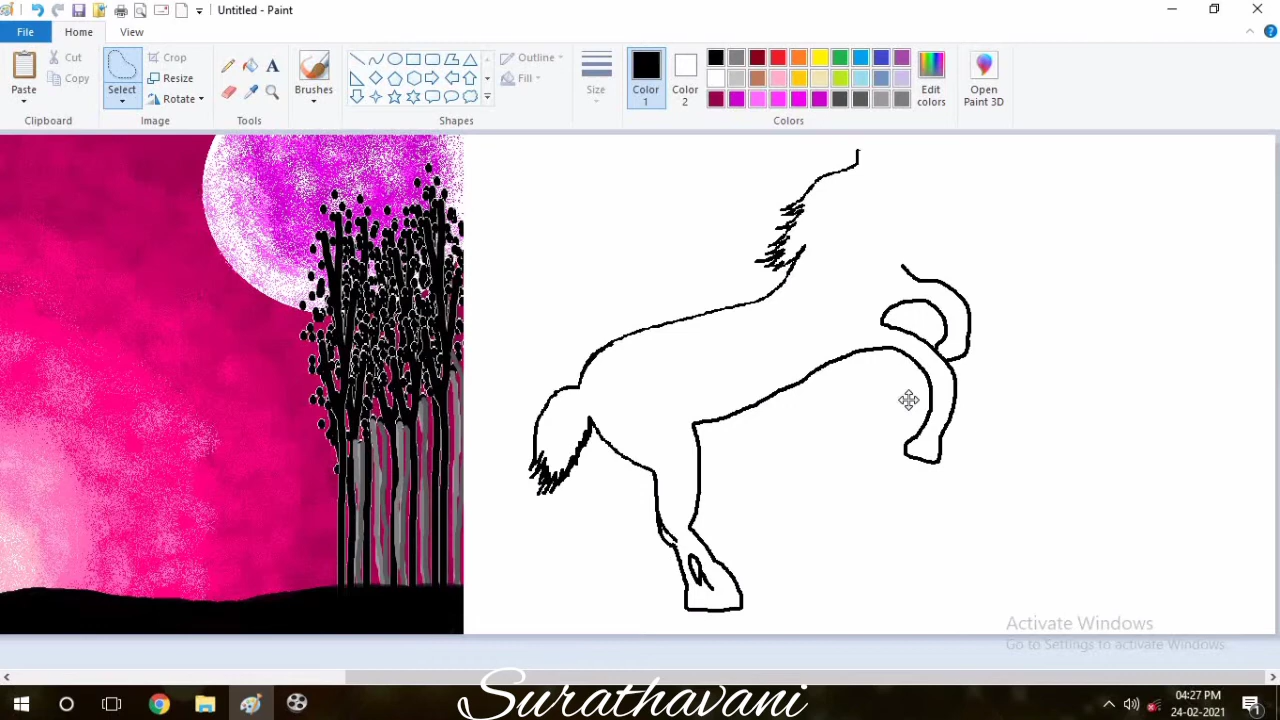 Untitled - Paint
File Home View
Paste
Cut
Copy
Clipboard
Select
Crop
Resize
Rotate
Image
Tools
Brushes
Outline
Fill
Shapes
Size
Color 1
Color 2
Edit colors
Colors
Open Paint 3D
Activate Windows
Go to Settings to activate Windows.
Surathavani
04:27 PM
24-02-2021
1